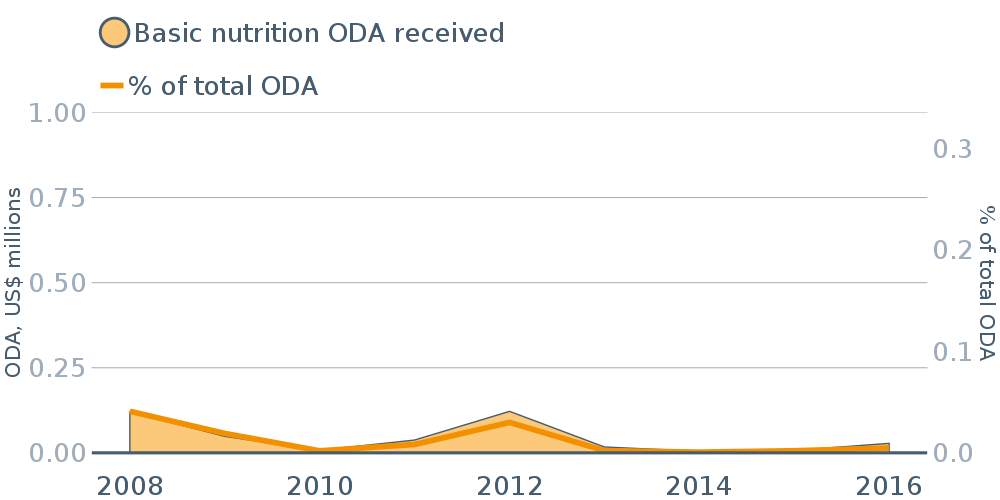 Basic nutrition ODA received
% of total ODA
1.00
0.75
0.50
0.25
0.00
ODA, US$ millions
0.3
0.2
0.1
0.0
% of total ODA
2008 2010 2012 2014 2016